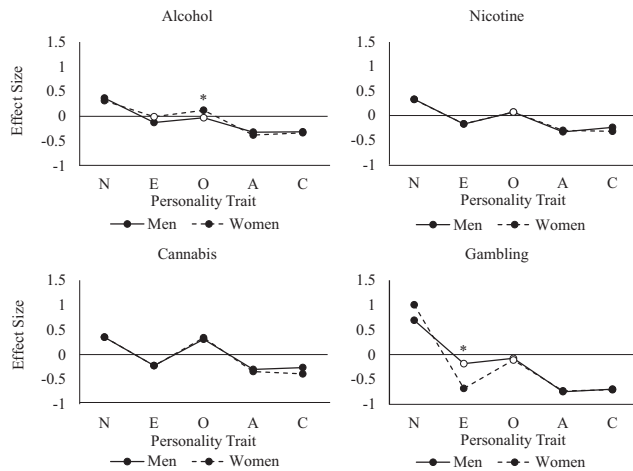 Alcohol
Effect Size
1.5
1
0.5
0
-0.5
-1
*
N E O A C
Personality Trait
Men Women
Nicotine
1.5
1
0.5
0
-0.5
-1
N E O A C
Personality Trait
Men Women
Cannabis
Effect Size
1.5
1
0.5
0
-0.5
-1
N E O A C
Personality Trait
Men Women
Gambling
1.5
1
0.5
0
-0.5
-1
*
N E O A C
Personality Trait
Men Women